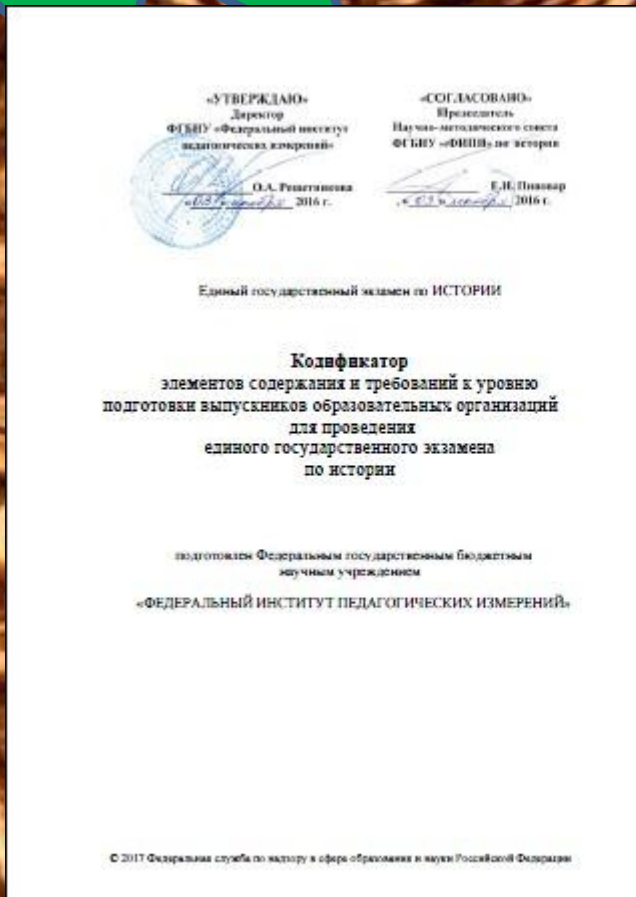 «УТВЕРЖДАЮ»
Директор
ФГБНУ «Федеральный институт
педагогических измерений»
О.А. Решетникова
«03» ноября 2016 г.
«СОГЛАСОВАНО»
Председатель
Научно-методического совета
ФГБНУ «ФИПИ» по истории
Е.И. Пивовар
2016 г.
Единый государственный экзамен по ИСТОРИИ
Кодификатор
элементов содержания и требований к уровню
подготовки выпускников образовательных организаций
для проведения
единого государственного экзамена
по истории
подготовлен Федеральным государственным бюджетным
научным учреждением
«ФЕДЕРАЛЬНЫЙ ИНСТИТУТ ПЕДАГОГИЧЕСКИХ ИЗМЕРЕНИЙ»
© 2017 Федеральная служба по надзору в сфере образования и науки Российской Федерации